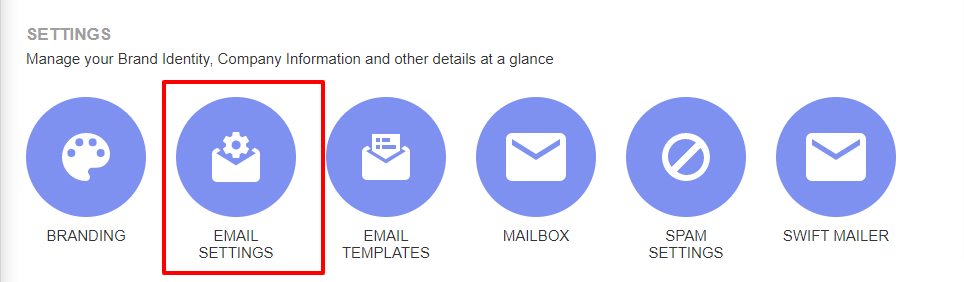 SETTINGS
Manage your Brand Identity, Company Information and other details at a glance
BRANDING
EMAIL
SETTINGS
EMAIL
TEMPLATES
MAILBOX
SPAM
SETTINGS
SWIFT MAILER